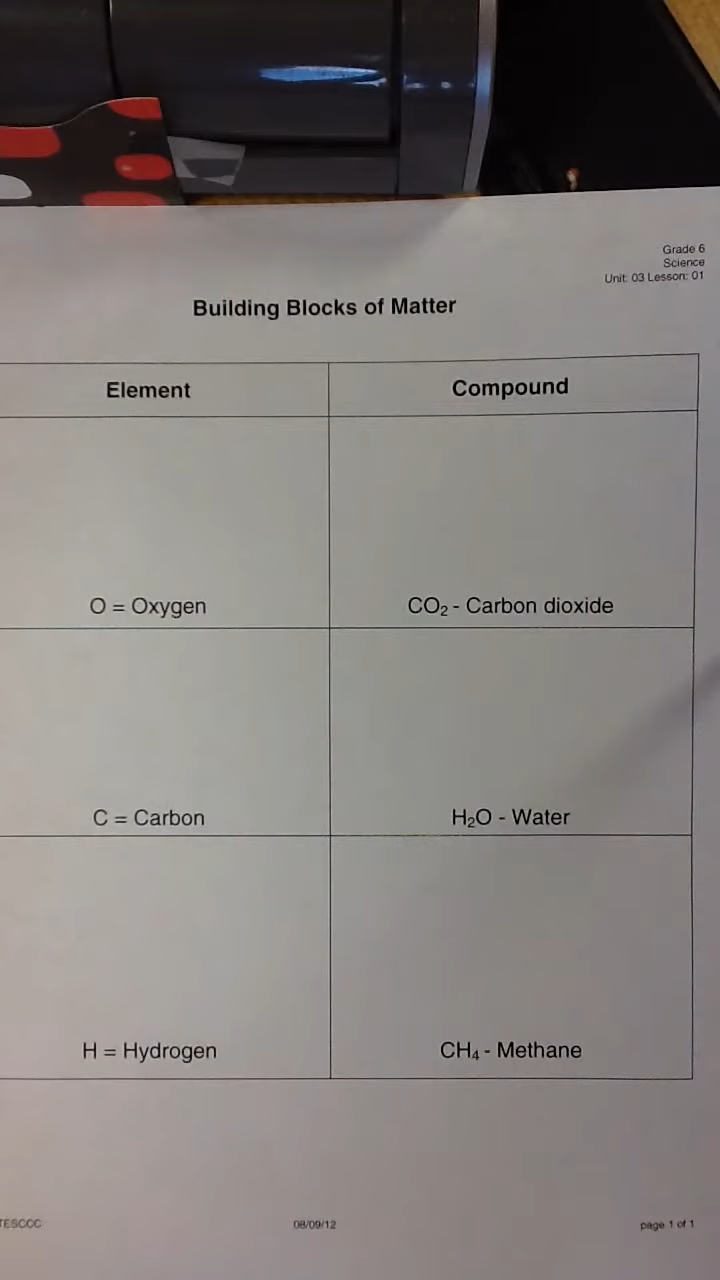 Grade 6
Science
Unit: 03 Lesson: 01
Building Blocks of Matter
Element Compound
O = Oxygen CO₂ - Carbon dioxide
C = Carbon H₂O - Water
H = Hydrogen CH₄ - Methane
TESCCC 08/09/12 page 1 of 1